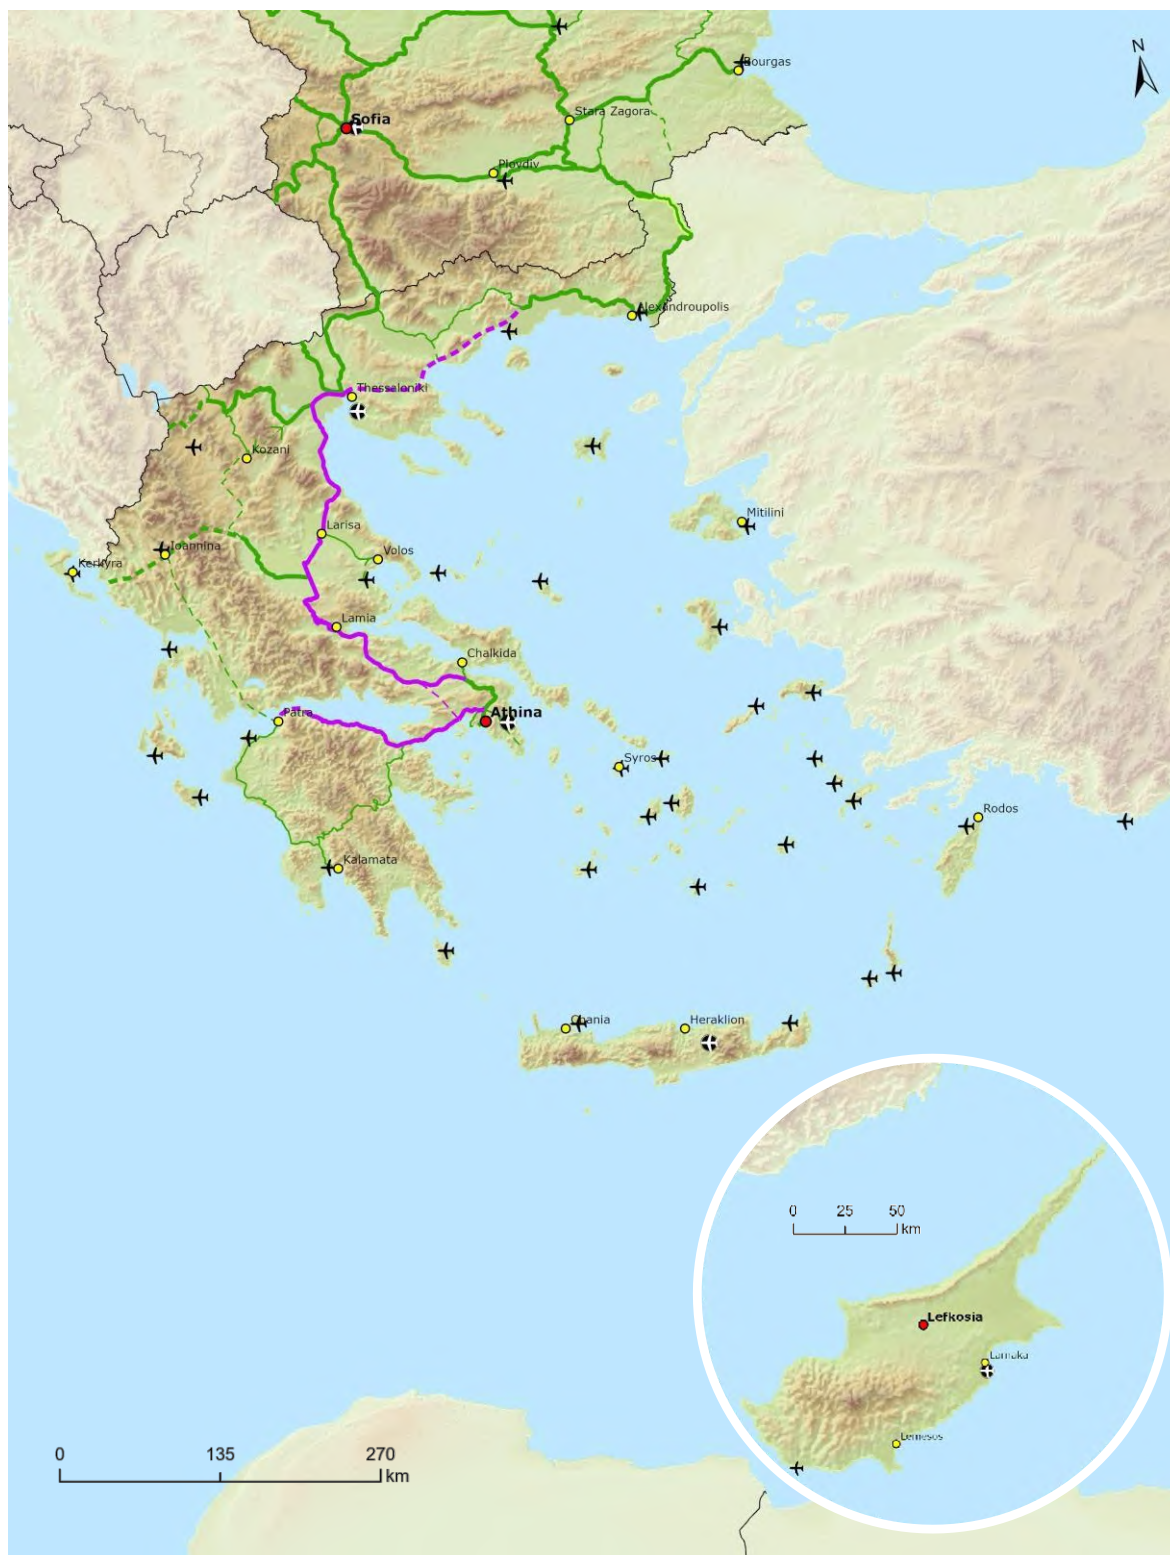 N
Bourgas
Stara Zagora
Sofia
Plovdiv
Alexandroupolis
Thessaloniki
Kozani
Mitilini
Larisa
Ioannina
Volos
Kerkyra
Lamia
Chalkida
Patra
Athina
Syros
Rodos
Kalamata
Chania
Heraklion
0 25 50
km
Lefkosia
Larnaka
Lemesos
0 135 270
km